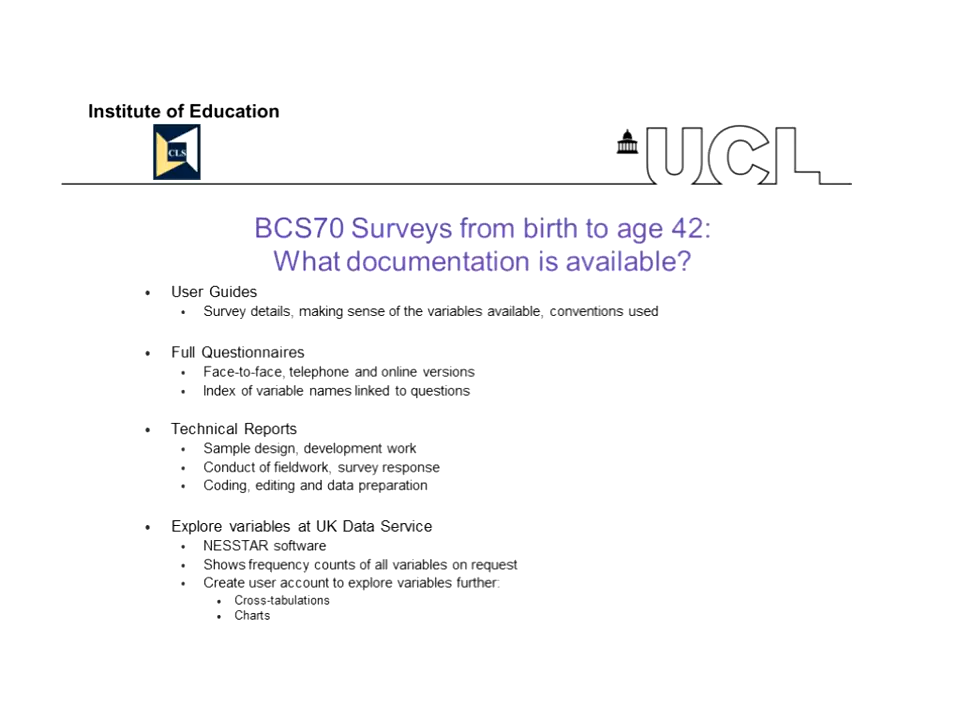 Institute of Education
CLS
UCL
BCS70 Surveys from birth to age 42:
What documentation is available?
• User Guides
• Survey details, making sense of the variables available, conventions used
• Full Questionnaires
• Face-to-face, telephone and online versions
• Index of variable names linked to questions
• Technical Reports
• Sample design, development work
• Conduct of fieldwork, survey response
• Coding, editing and data preparation
• Explore variables at UK Data Service
• NESSTAR software
• Shows frequency counts of all variables on request
• Create user account to explore variables further:
• Cross-tabulations
• Charts